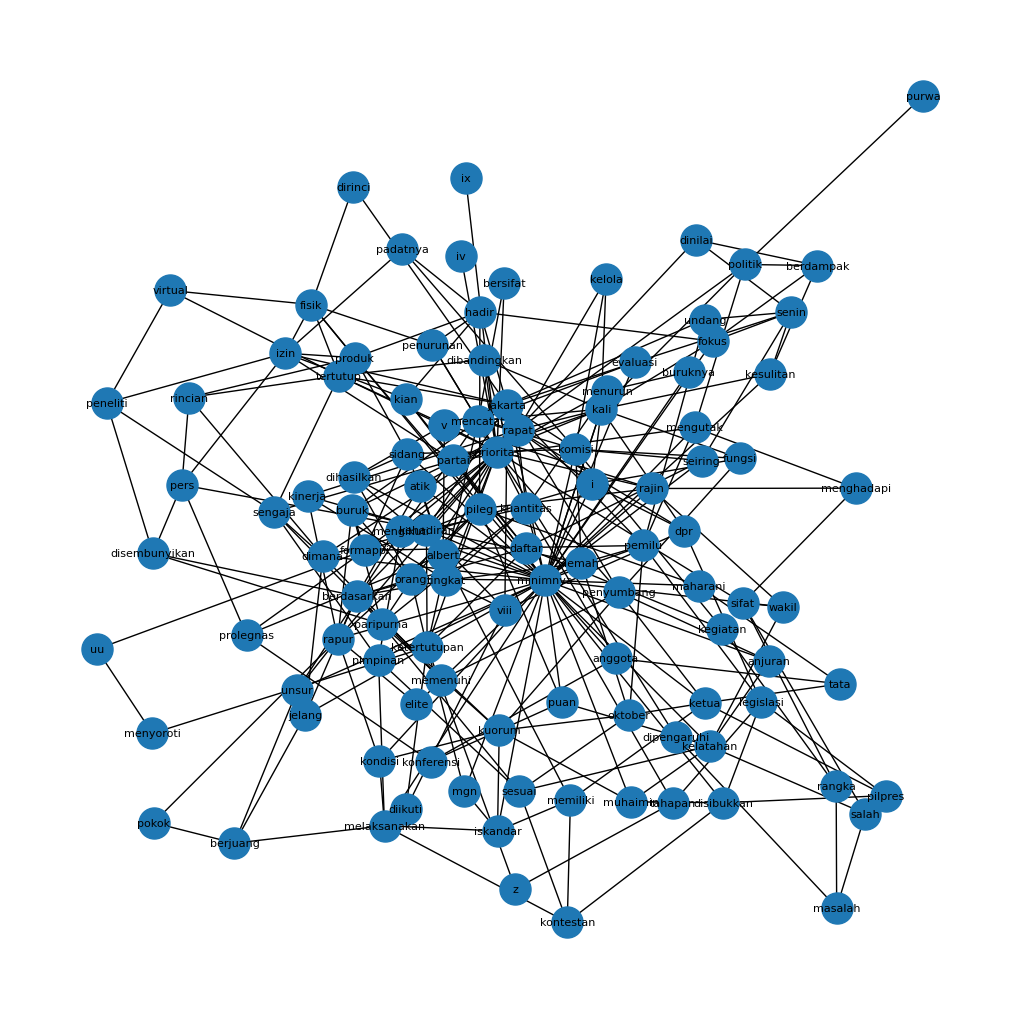 purwa
ix
dirinci
dinilai
padatnya
iv
politik
berdampak
kelola
bersifat
virtual
fisik
hadir
senin
undang
fokus
penurunan
izin
produk
dibandingkan
evaluasi
buruknya
kesulitan
tertutup
menurun
rincian
kian
peneliti
jakarta
kali
mencatat
v
rapat
mengutak
sidang
prioritas
komisi
partai
seiring
fungsi
dihasilkan
pers
atik
i
rajin
menghadapi
kinerja
buruk
sengaja
pileg
kuantitas
kehadiran
dpr
formappi
daftar
pemilu
disembunyikan
dimana
albert
lemah
orang
minimnya
maharani
berdasarkan
penyumbang
sifat
wakil
viii
paripurna
kegiatan
prolegnas
rapur
ketertutupan
uu
pimpinan
anggota
anjuran
memenuhi
tata
unsur
elite
puan
ketua
legislasi
jelang
oktober
kuorum
menyoroti
dipengaruhi
kelatahan
kondisi
konferensi
mgn
sesuai
rangka
pilpres
memiliki
tahapan
disibukkan
diikuti
salah
pokok
melaksanakan
iskandar
berjuang
z
masalah
kontestan